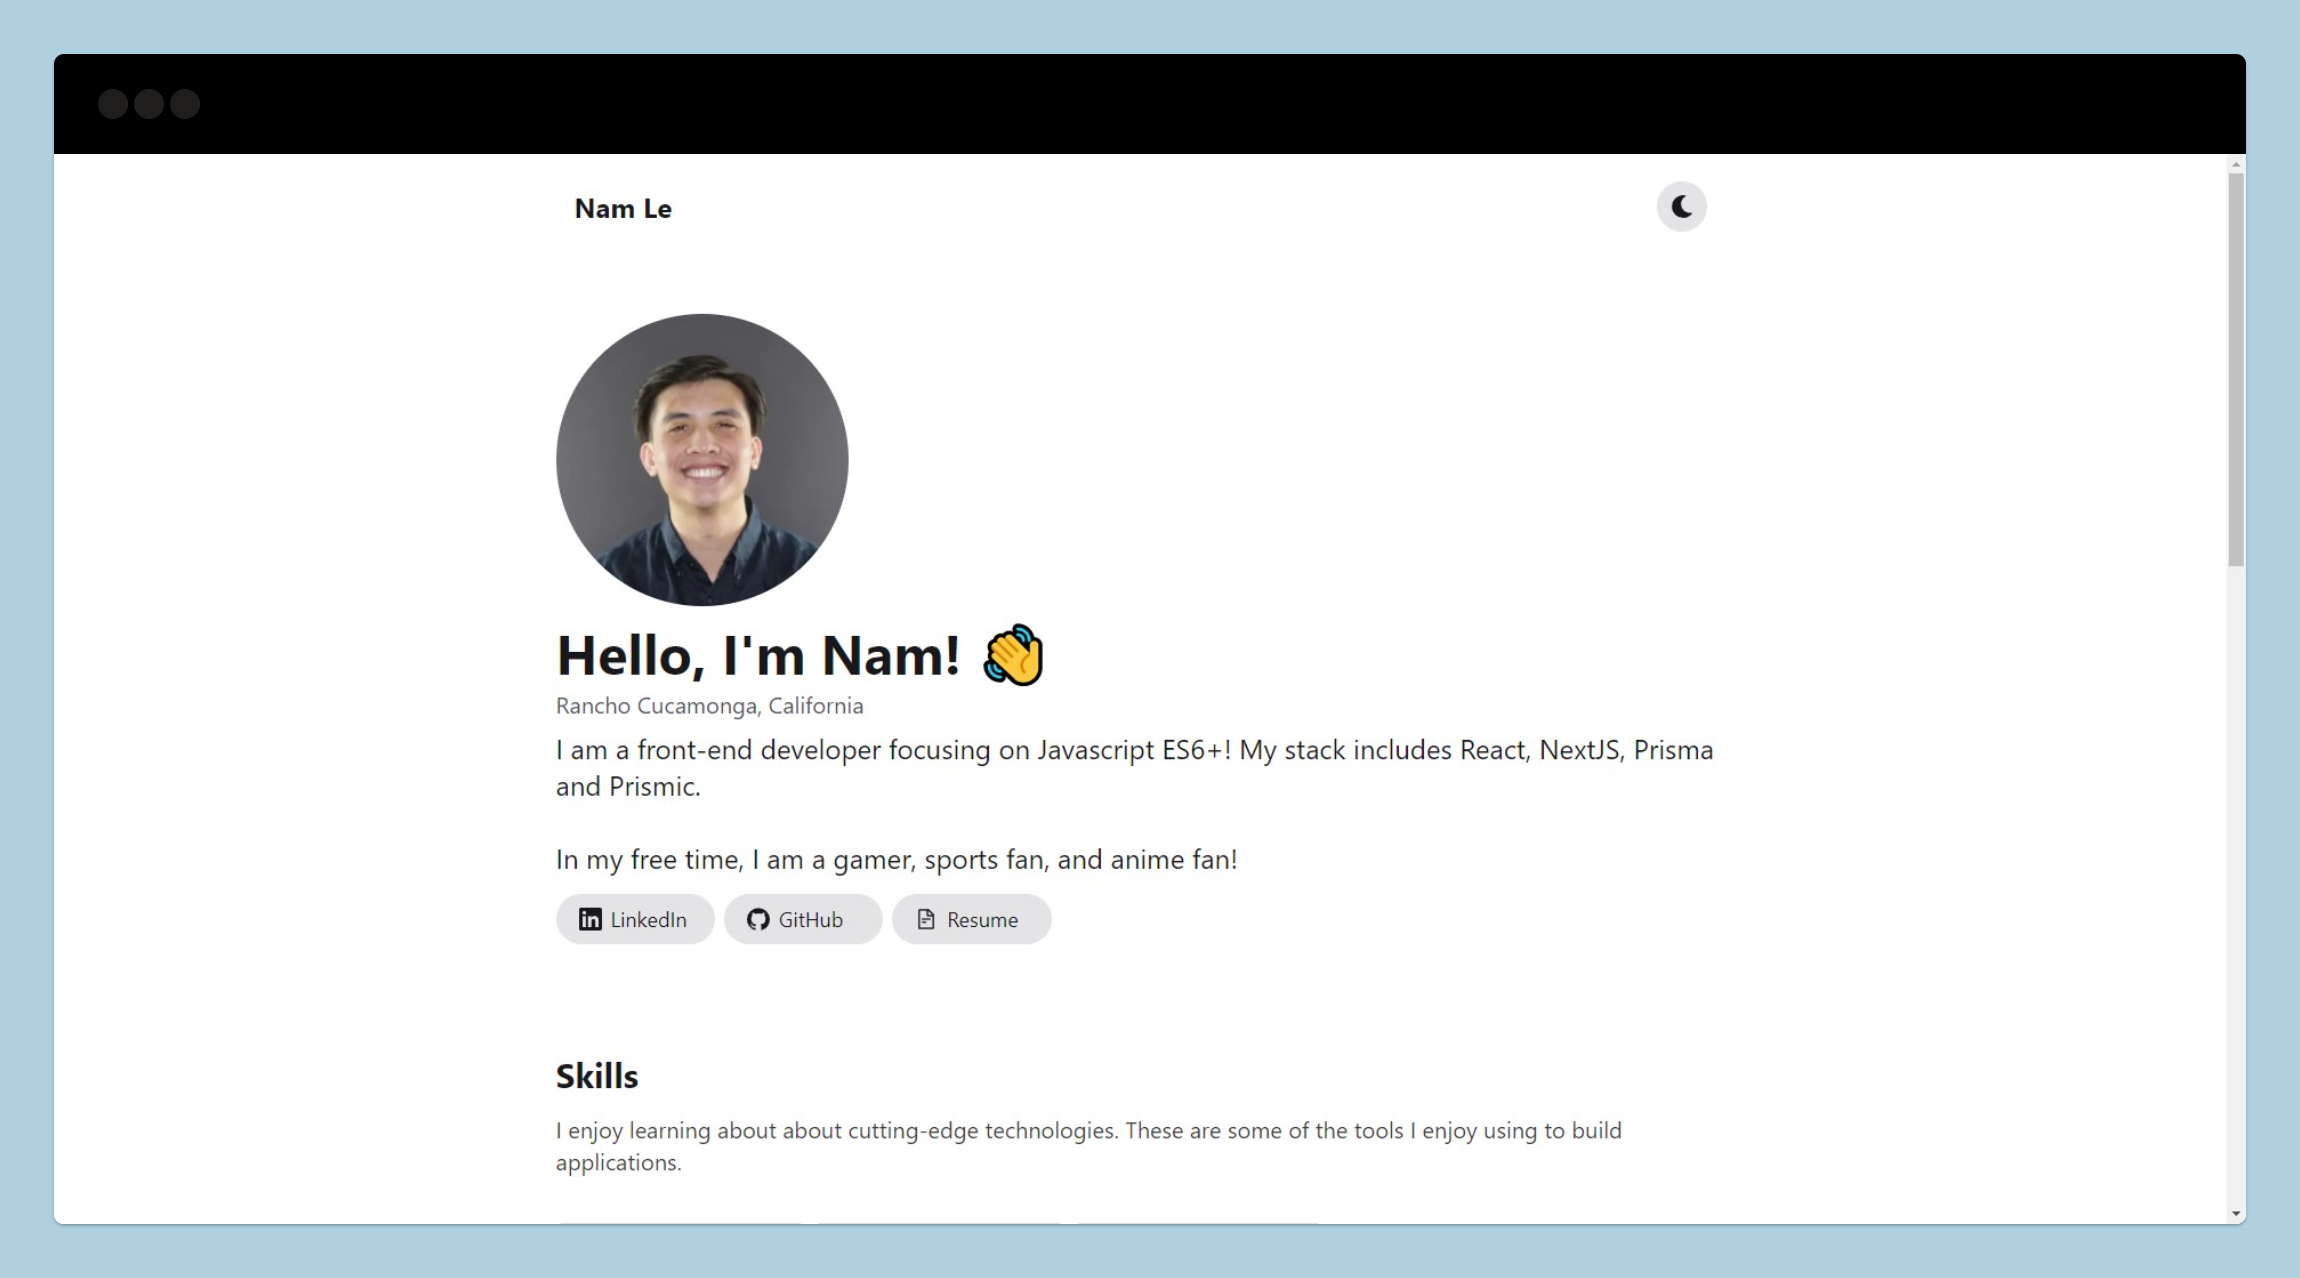 Nam Le
Hello, I'm Nam! 👋
Rancho Cucamonga, California
I am a front-end developer focusing on Javascript ES6+! My stack includes React, NextJS, Prisma
and Prismic.
In my free time, I am a gamer, sports fan, and anime fan!
LinkedIn GitHub Resume
Skills
I enjoy learning about about cutting-edge technologies. These are some of the tools I enjoy using to build
applications.